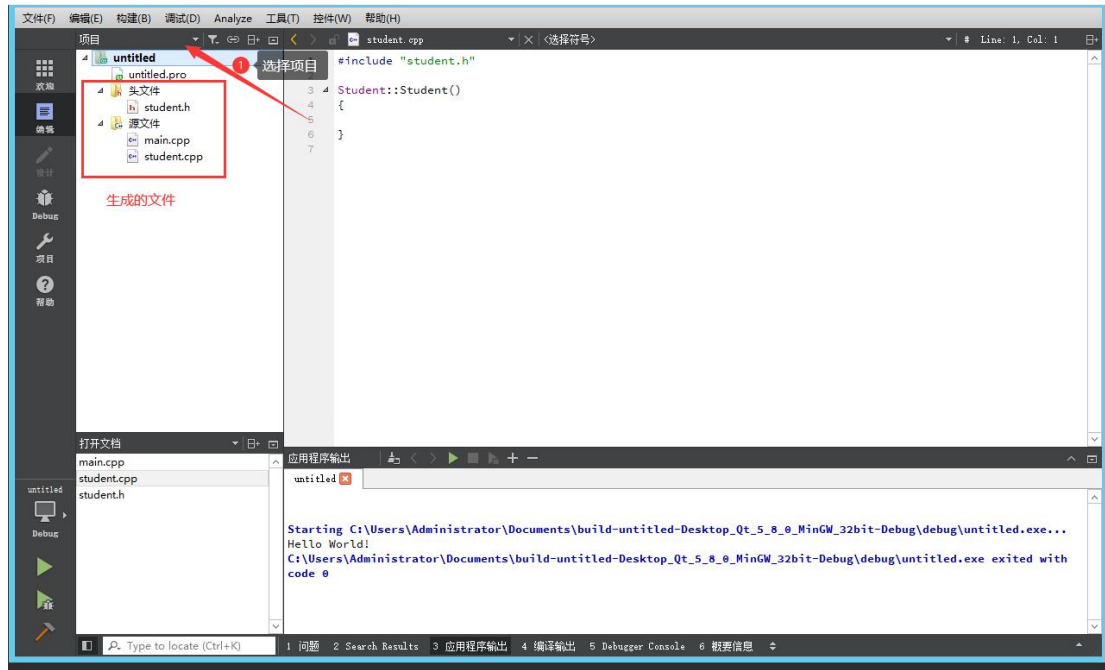 文件(F) 编辑(E) 构建(B) 调试(D) Analyze 工具(T) 控件(W) 帮助(H)
项目
student.cpp
<选择符号>
# Line: 1, Col: 1
欢迎
编辑
设计
Debug
项目
帮助
untitled
untitled.pro
头文件
student.h
源文件
main.cpp
student.cpp
1 选择项目
生成的文件
#include "student.h"
3 Student::Student()
4 {
5
6 }
7
打开文档
main.cpp
student.cpp
student.h
untitled
Debug
应用程序输出
untitled
Starting C:\Users\Administrator\Documents\build-untitled-Desktop_Qt_5_8_0_MinGW_32bit-Debug\debug\untitled.exe...
Hello World!
C:\Users\Administrator\Documents\build-untitled-Desktop_Qt_5_8_0_MinGW_32bit-Debug\debug\untitled.exe exited with
code 0
Type to locate (Ctrl+K)
1 问题 2 Search Results 3 应用程序输出 4 编译输出 5 Debugger Console 6 概要信息